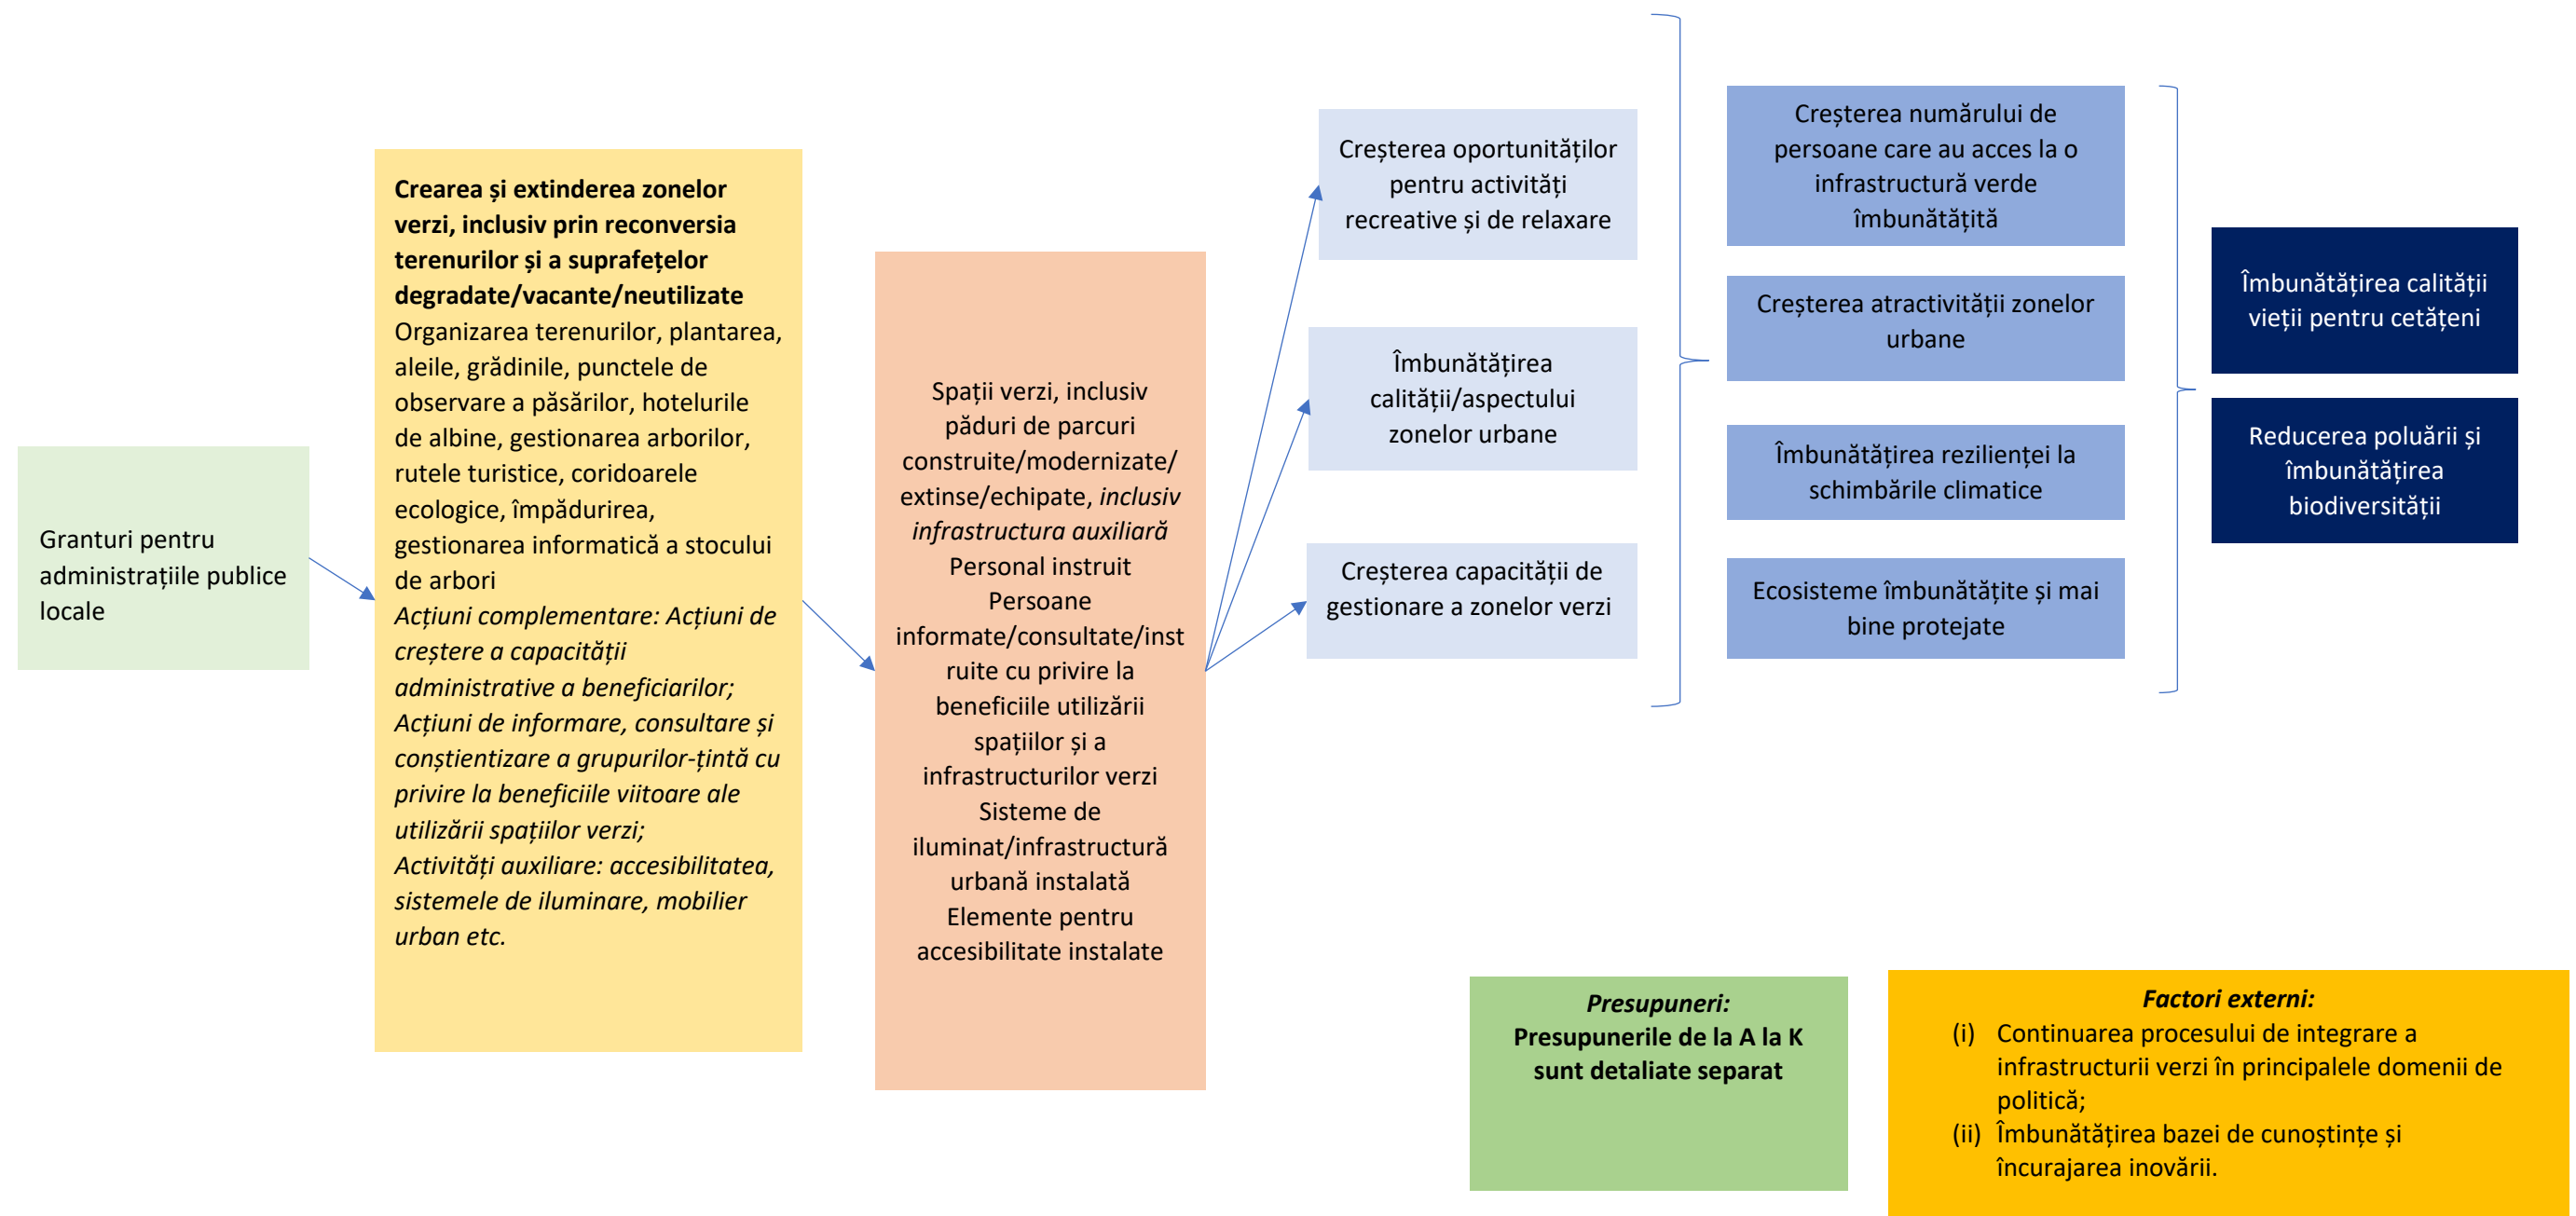 Granturi pentru
administrațiile publice
locale
Crearea și extinderea zonelor
verzi, inclusiv prin reconversia
terenurilor și a suprafețelor
degradate/vacante/neutilizate
Organizarea terenurilor, plantarea,
aleile, grădinile, punctele de
observare a păsărilor, hotelurile
de albine, gestionarea arborilor,
rutele turistice, coridoarele
ecologice, împădurirea,
gestionarea informatică a stocului
de arbori
Acțiuni complementare: Acțiuni de
creștere a capacității
administrative a beneficiarilor;
Acțiuni de informare, consultare și
conștientizare a grupurilor-țintă cu
privire la beneficiile viitoare ale
utilizării spațiilor verzi;
Activități auxiliare: accesibilitatea,
sistemele de iluminare, mobilier
urban etc.
Spații verzi, inclusiv
păduri de parcuri
construite/modernizate/
extinse/echipate, inclusiv
infrastructura auxiliară
Personal instruit
Persoane
informate/consultate/inst
ruite cu privire la
beneficiile utilizării
spațiilor și a
infrastructurilor verzi
Sisteme de
iluminat/infrastructură
urbană instalată
Elemente pentru
accesibilitate instalate
Creșterea oportunităților
pentru activități
recreative și de relaxare
Îmbunătățirea
calității/aspectului
zonelor urbane
Creșterea capacității de
gestionare a zonelor verzi
Creșterea numărului de
persoane care au acces la o
infrastructură verde
îmbunătățită
Creșterea atractivității zonelor
urbane
Îmbunătățirea rezilienței la
schimbările climatice
Ecosisteme îmbunătățite și mai
bine protejate
Îmbunătățirea calității
vieții pentru cetățeni
Reducerea poluării și
îmbunătățirea
biodiversității
Presupuneri:
Presupunerile de la A la K
sunt detaliate separat
Factori externi:
(i) Continuarea procesului de integrare a
infrastructurii verzi în principalele domenii de
politică;
(ii) Îmbunătățirea bazei de cunoștințe și
încurajarea inovării.